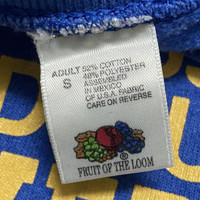 ADULT 52% COTTON
S 48% POLYESTER
ASSEMBLED
IN MEXICO
OF U.S.A. FABRIC
CARE ON REVERSE
FRUIT OF THE LOOM